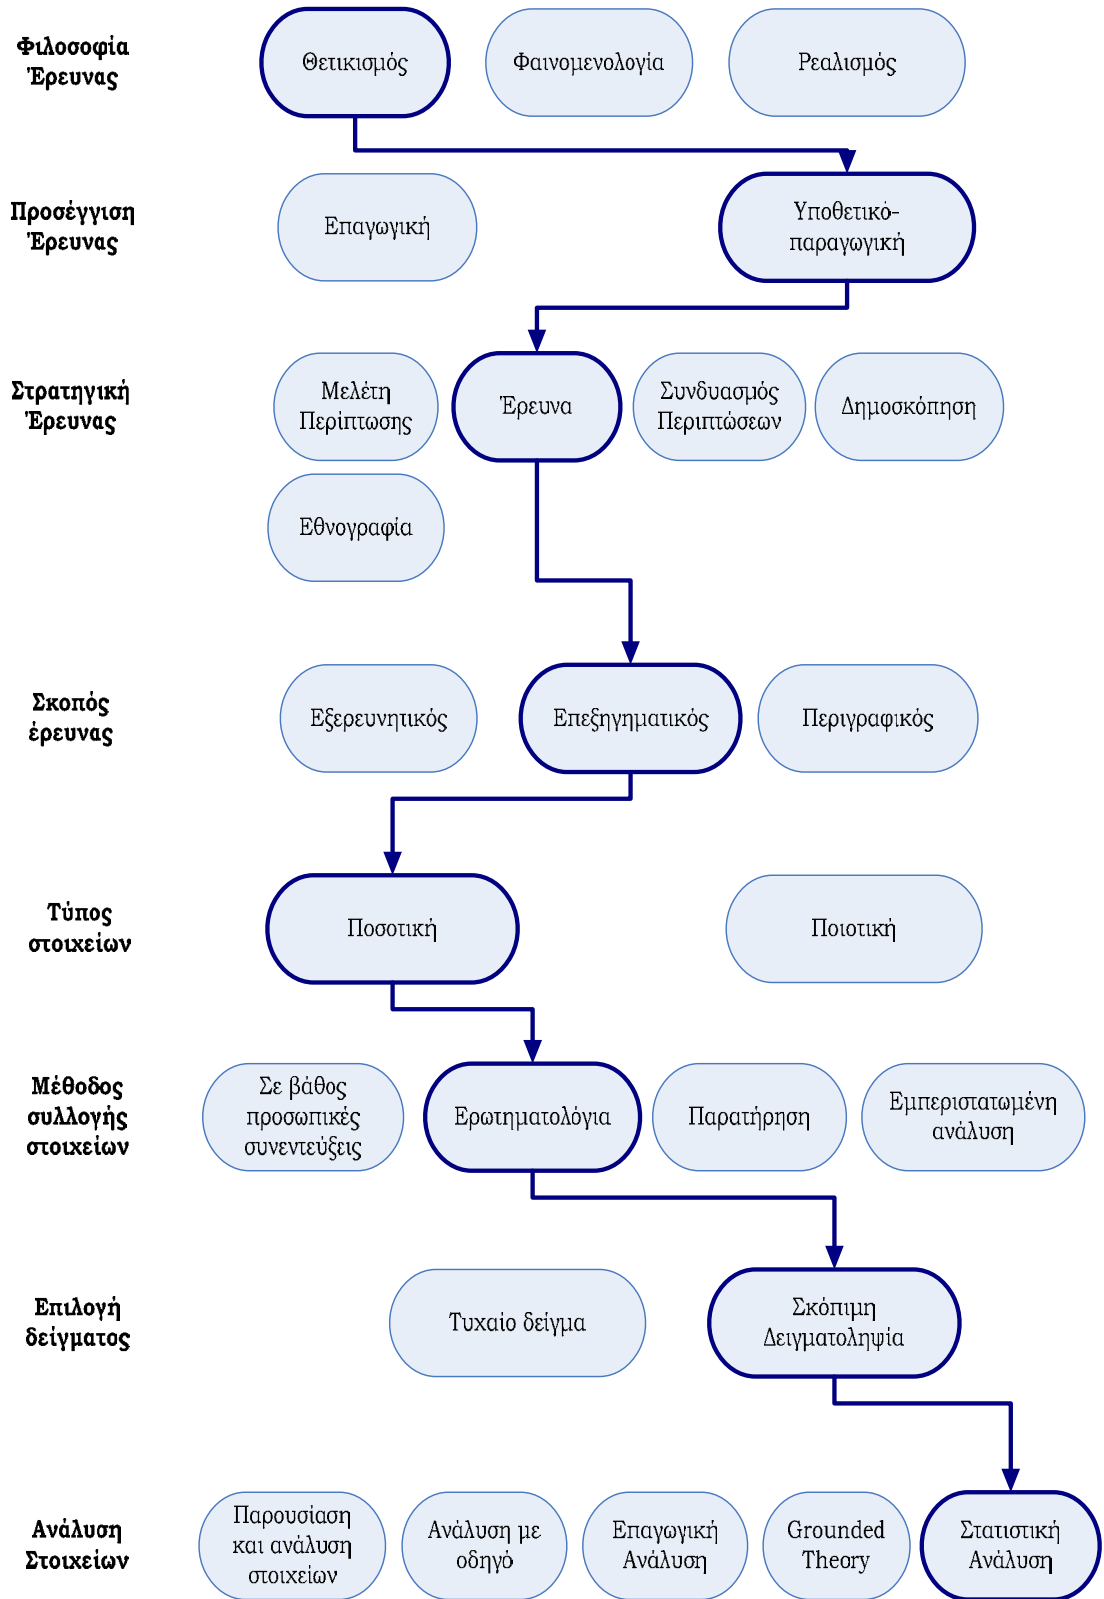 Φιλοσοφία
Έρευνας
Θετικισμός
Φαινομενολογία
Ρεαλισμός
Προσέγγιση
Έρευνας
Επαγωγική
Υποθετικό-
παραγωγική
Στρατηγική
Έρευνας
Μελέτη
Περίπτωσης
Έρευνα
Συνδυασμός
Περιπτώσεων
Δημοσκόπηση
Εθνογραφία
Σκοπός
έρευνας
Εξερευνητικός
Επεξηγηματικός
Περιγραφικός
Τύπος
στοιχείων
Ποσοτική
Ποιοτική
Μέθοδος
συλλογής
στοιχείων
Σε βάθος
προσωπικές
συνεντεύξεις
Ερωτηματολόγια
Παρατήρηση
Εμπεριστατωμένη
ανάλυση
Επιλογή
δείγματος
Τυχαίο δείγμα
Σκόπιμη
Δειγματοληψία
Ανάλυση
Στοιχείων
Παρουσίαση
και ανάλυση
στοιχείων
Ανάλυση με
οδηγό
Επαγωγική
Ανάλυση
Grounded
Theory
Στατιστική
Ανάλυση